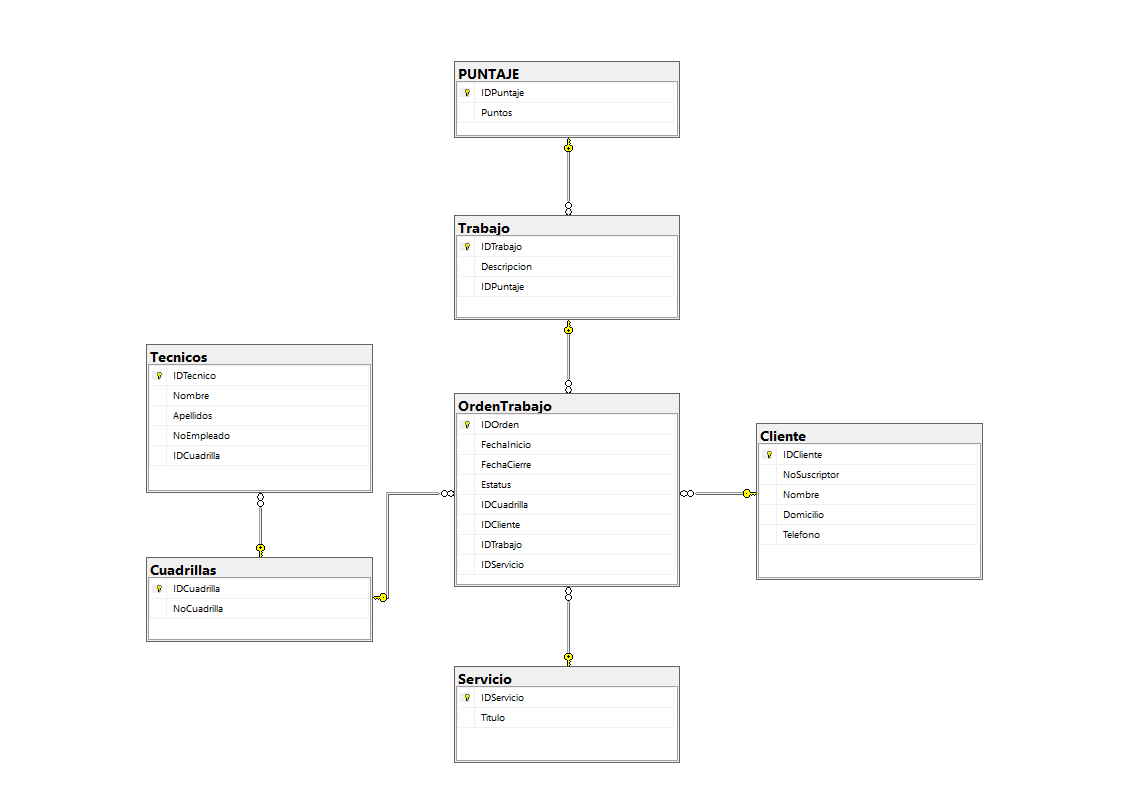 PUNTAJE
IDPuntaje
Puntos
Trabajo
IDTrabajo
Descripcion
IDPuntaje
Tecnicos
IDTecnico
Nombre
Apellidos
NoEmpleado
IDCuadrilla
OrdenTrabajo
IDOrden
FechaInicio
FechaCierre
Estatus
IDCuadrilla
IDCliente
IDTrabajo
IDServicio
Cliente
IDCliente
NoSuscriptor
Nombre
Domicilio
Telefono
Cuadrillas
IDCuadrilla
NoCuadrilla
Servicio
IDServicio
Titulo